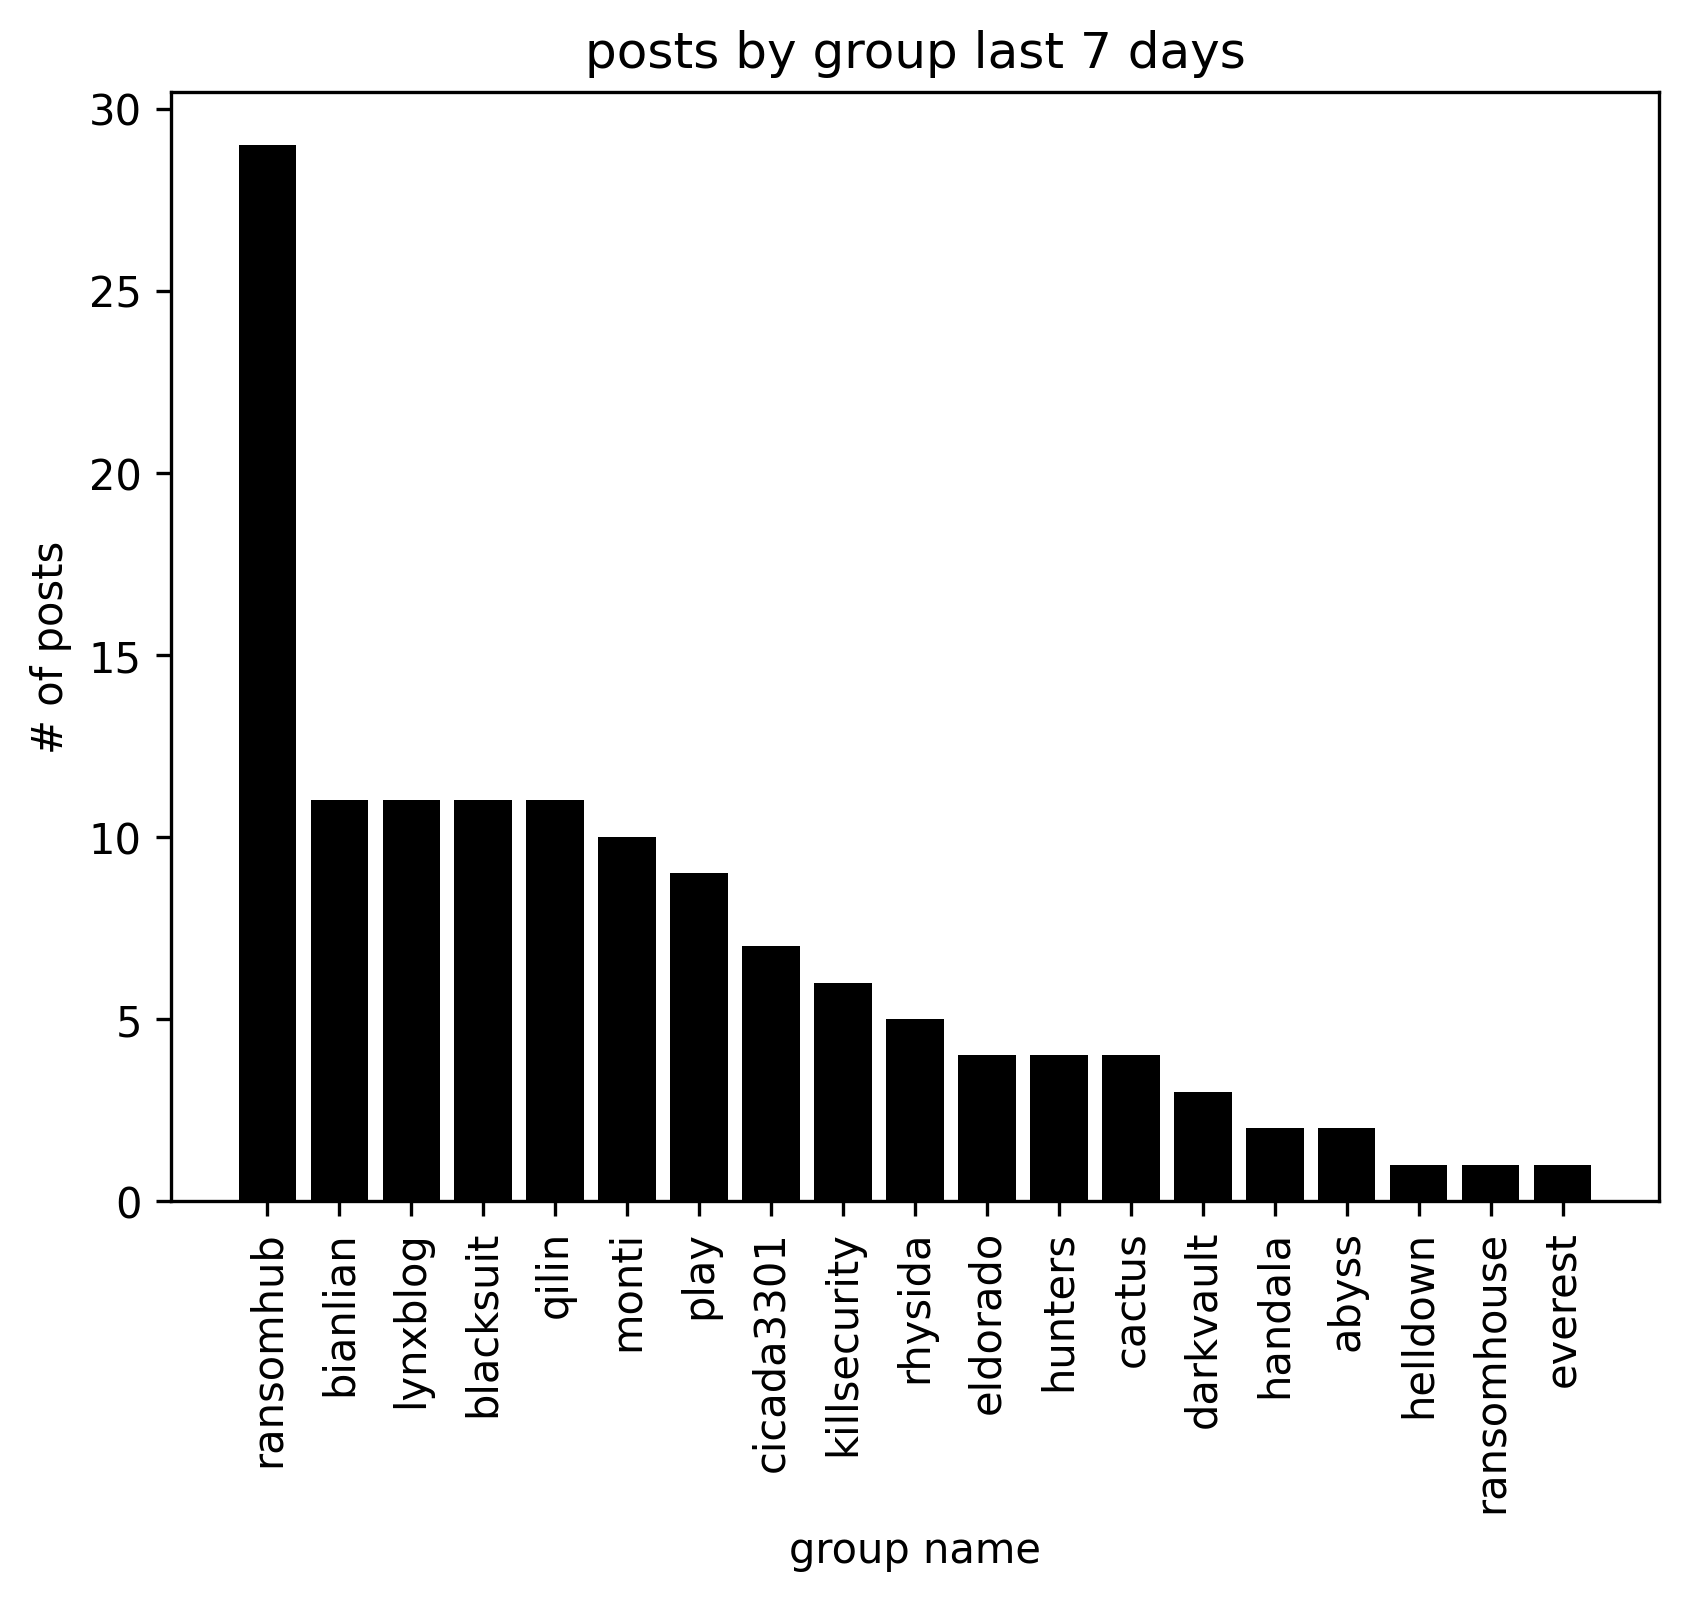 posts by group last 7 days
30
25
20
15
10
5
0
# of posts
ransomhub
bianlian
lynxblog
blacksuit
qilin
monti
play
cicada3301
killsecurity
rhysida
eldorado
hunters
cactus
darkvault
handala
abyss
helldown
ransomhouse
everest
group name